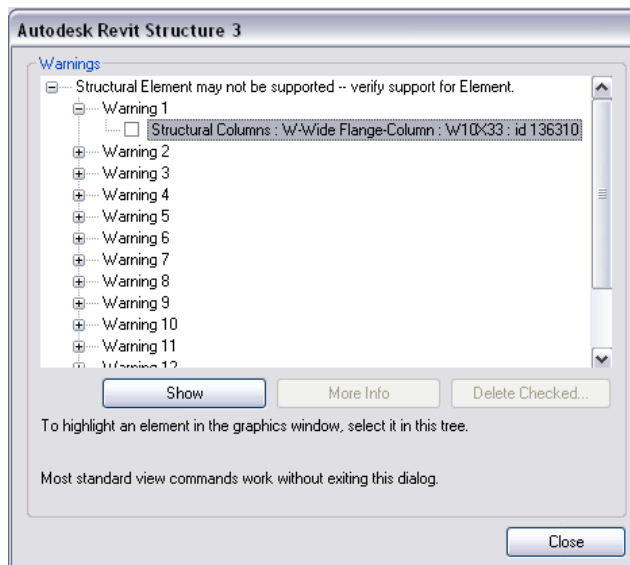 Autodesk Revit Structure 3
Warnings
Structural Element may not be supported -- verify support for Element.
Warning 1
Structural Columns : W-Wide Flange-Column : W10X33 : id 136310
Warning 2
Warning 3
Warning 4
Warning 5
Warning 6
Warning 7
Warning 8
Warning 9
Warning 10
Warning 11
Warning 12
Show More Info Delete Checked...
To highlight an element in the graphics window, select it in this tree.
Most standard view commands work without exiting this dialog.
Close